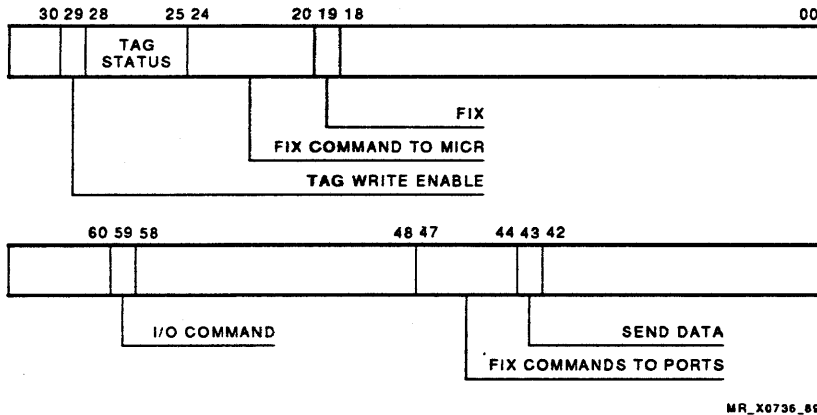 30 29 28 25 24 20 19 18 00
TAG
STATUS
FIX
FIX COMMAND TO MICR
TAG WRITE ENABLE
60 59 58 48 47 44 43 42
I/O COMMAND
SEND DATA
FIX COMMANDS TO PORTS
MR_X0736_89